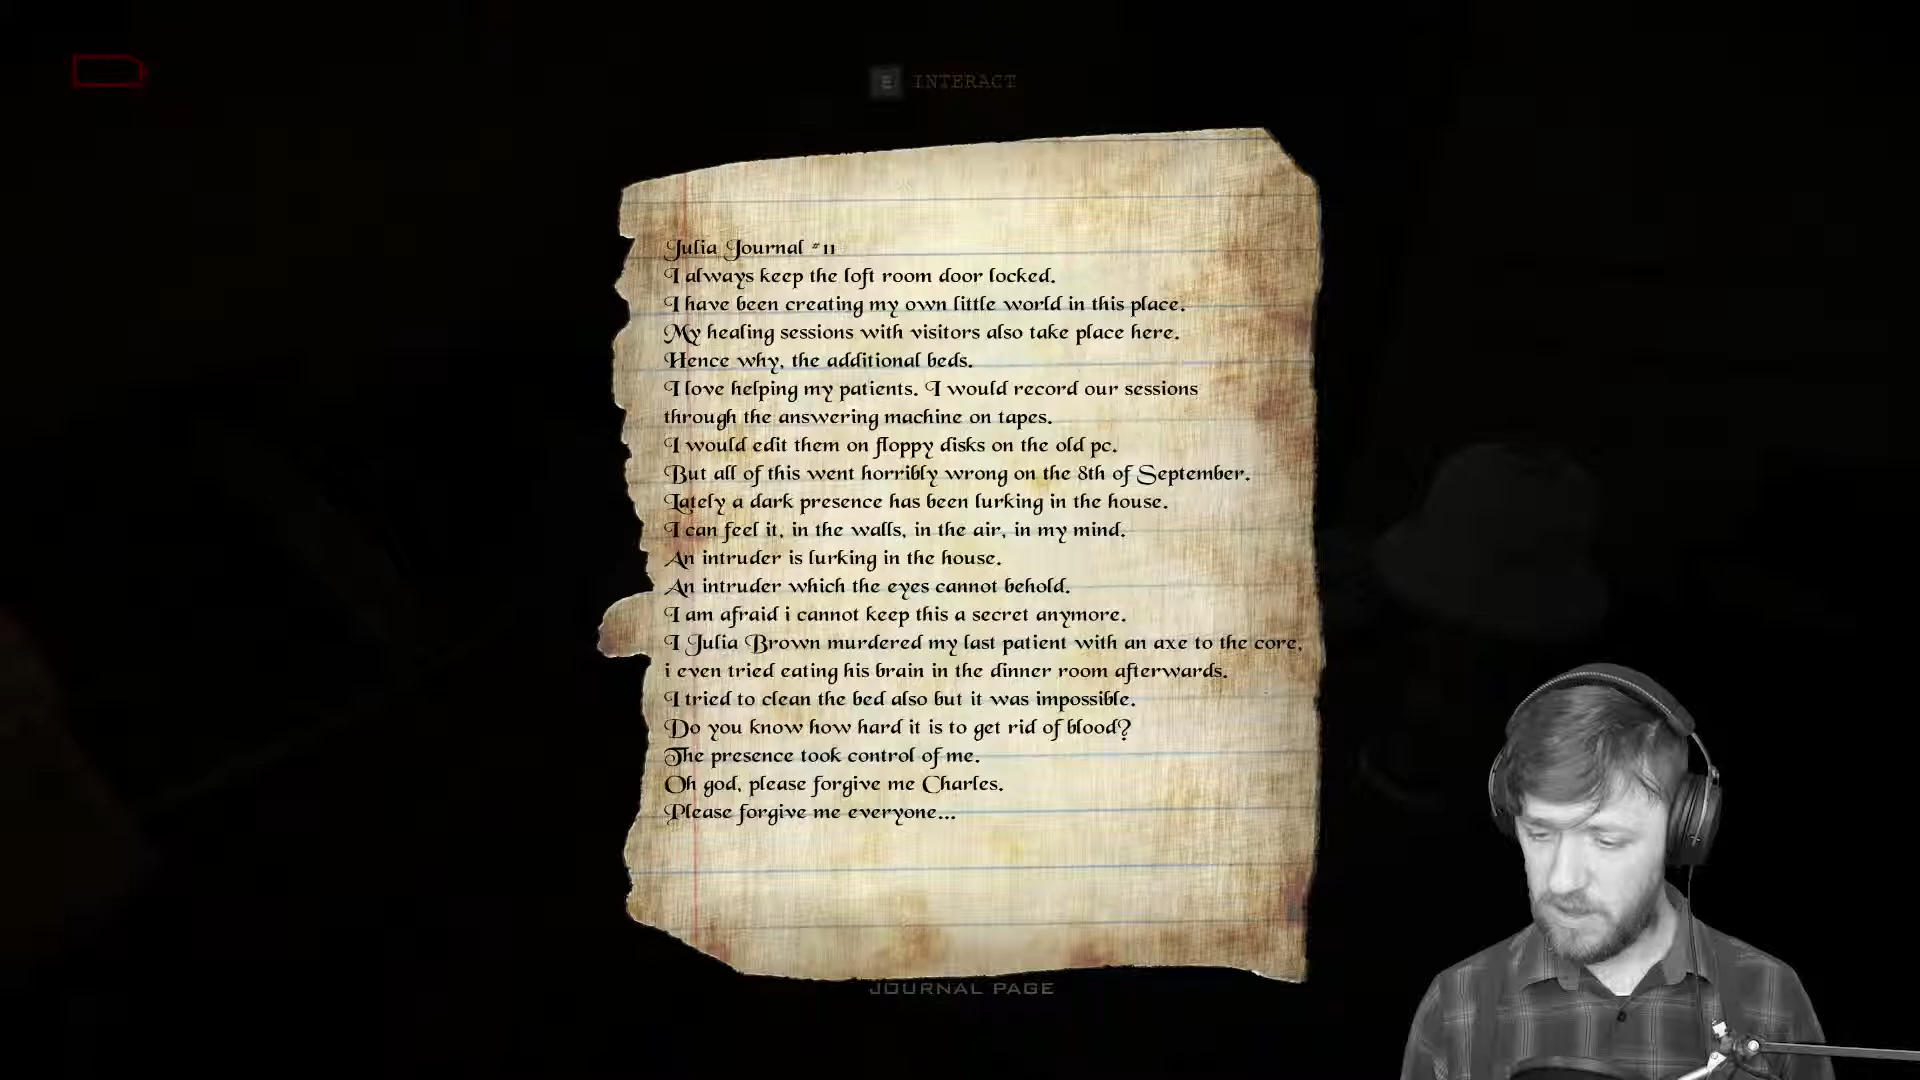 E INTERACT
Julia Journal #11
I always keep the loft room door locked.
I have been creating my own little world in this place.
My healing sessions with visitors also take place here.
Hence why, the additional beds.
I love helping my patients. I would record our sessions
through the answering machine on tapes.
I would edit them on floppy disks on the old pc.
But all of this went horribly wrong on the 8th of September.
Lately a dark presence has been lurking in the house.
I can feel it, in the walls, in the air, in my mind.
An intruder is lurking in the house.
An intruder which the eyes cannot behold.
I am afraid i cannot keep this a secret anymore.
I Julia Brown murdered my last patient with an axe to the core,
i even tried eating his brain in the dinner room afterwards.
I tried to clean the bed also but it was impossible.
Do you know how hard it is to get rid of blood?
The presence took control of me.
Oh god, please forgive me Charles.
Please forgive me everyone...
JOURNAL PAGE